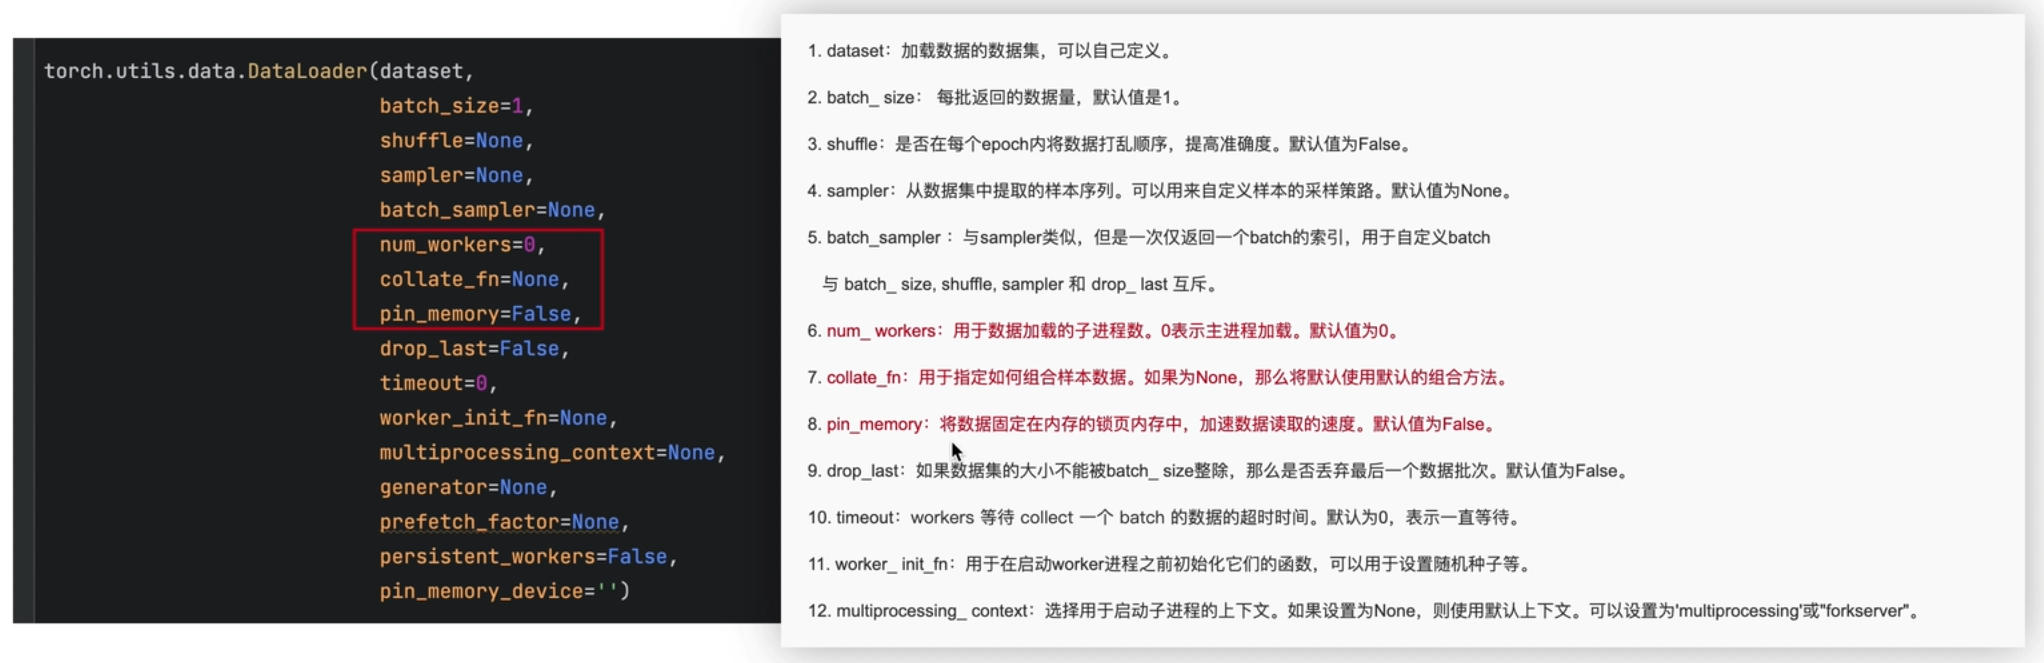 torch.utils.data.DataLoader(dataset,
batch_size=1,
shuffle=None,
sampler=None,
batch_sampler=None,
num_workers=0,
collate_fn=None,
pin_memory=False,
drop_last=False,
timeout=0,
worker_init_fn=None,
multiprocessing_context=None,
generator=None,
prefetch_factor=None,
persistent_workers=False,
pin_memory_device='')
1. dataset：加载数据的数据集，可以自己定义。
2. batch_ size： 每批返回的数据量，默认值是1。
3. shuffle：是否在每个epoch内将数据打乱顺序，提高准确度。默认值为False。
4. sampler：从数据集中提取的样本序列。可以用来自定义样本的采样策路。默认值为None。
5. batch_sampler ：与sampler类似，但是一次仅返回一个batch的索引，用于自定义batch
与 batch_ size, shuffle, sampler 和 drop_ last 互斥。
6. num_ workers：用于数据加载的子进程数。0表示主进程加载。默认值为0。
7. collate_fn：用于指定如何组合样本数据。如果为None，那么将默认使用默认的组合方法。
8. pin_memory：将数据固定在内存的锁页内存中，加速数据读取的速度。默认值为False。
9. drop_last：如果数据集的大小不能被batch_ size整除，那么是否丢弃最后一个数据批次。默认值为False。
10. timeout：workers 等待 collect 一个 batch 的数据的超时时间。默认为0，表示一直等待。
11. worker_ init_fn：用于在启动worker进程之前初始化它们的函数，可以用于设置随机种子等。
12. multiprocessing_ context：选择用于启动子进程的上下文。如果设置为None，则使用默认上下文。可以设置为'multiprocessing'或"forkserver"。